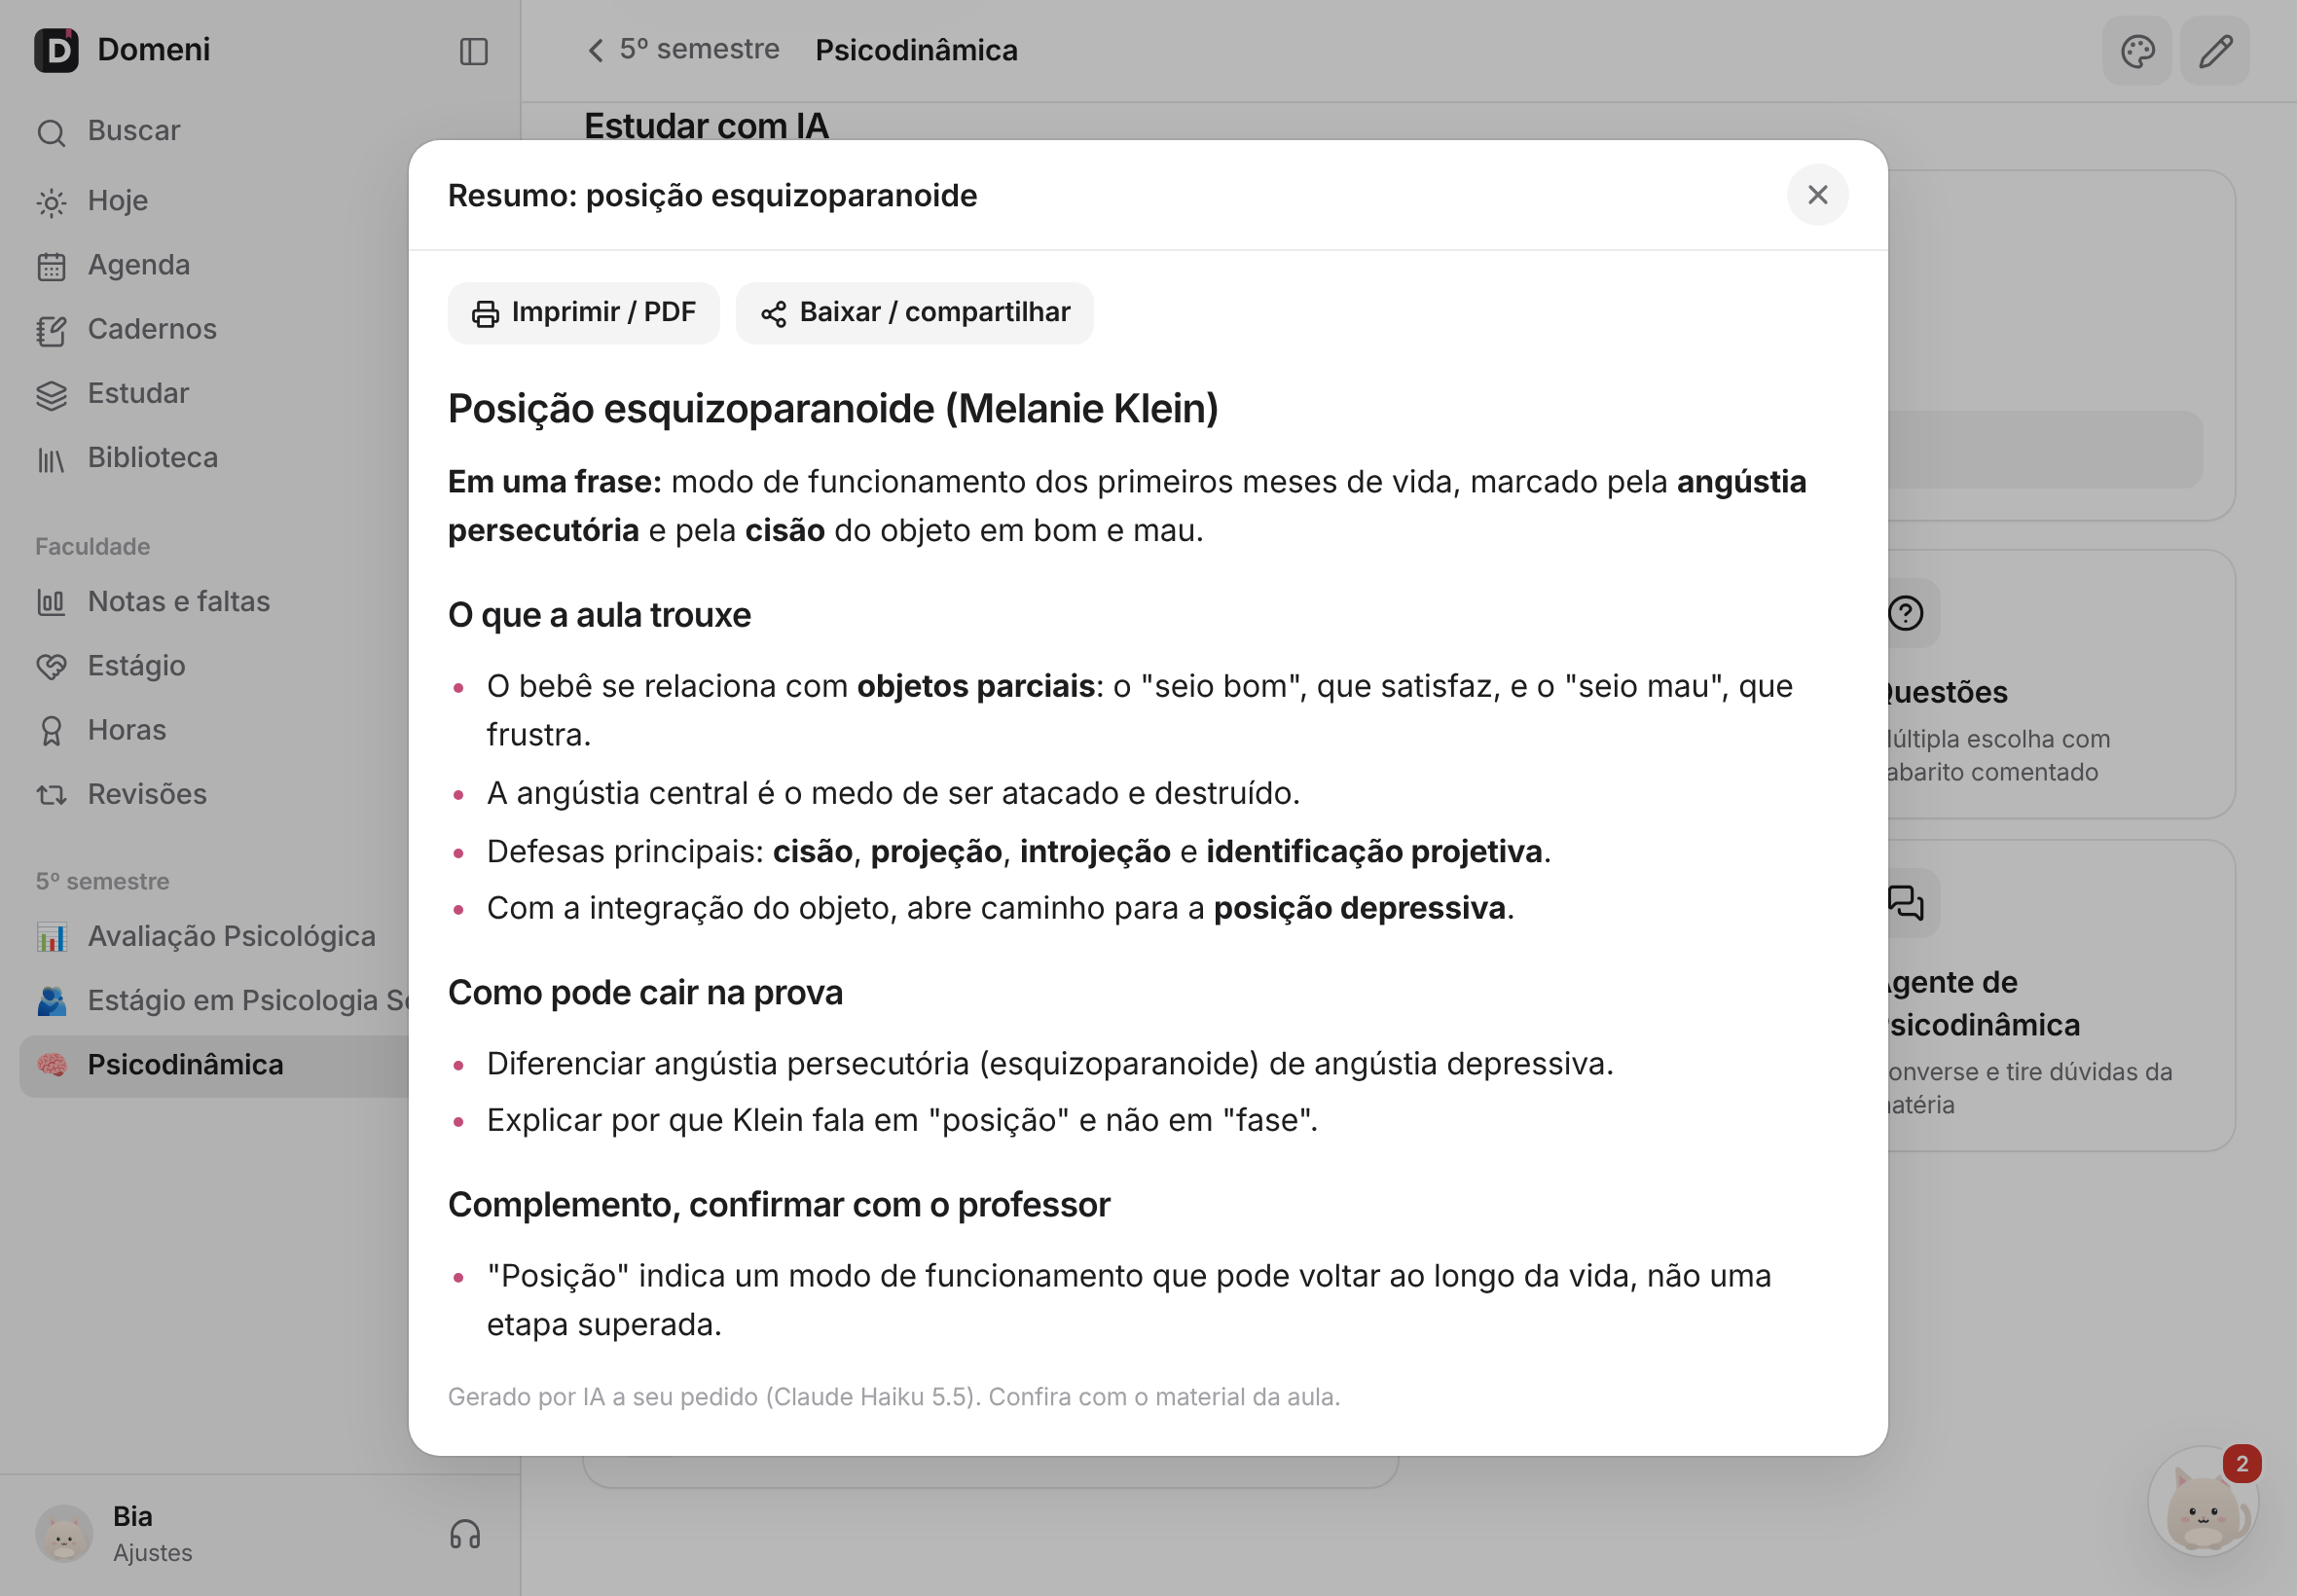 Domeni
Buscar
Hoje
Agenda
Cadernos
Estudar
Biblioteca
Faculdade
Notas e faltas
Estágio
Horas
Revisões
5º semestre
Avaliação Psicológica
Estágio em Psicologia
Psicodinâmica
Bia
Ajustes
5º semestre
Psicodinâmica
Estudar com IA
Resumo: posição esquizoparanoide
Imprimir / PDF
Baixar / compartilhar
Posição esquizoparanoide (Melanie Klein)
Em uma frase: modo de funcionamento dos primeiros meses de vida, marcado pela angústia
persecutória e pela cisão do objeto em bom e mau.
O que a aula trouxe
O bebê se relaciona com objetos parciais: o "seio bom", que satisfaz, e o "seio mau", que
frustra.
A angústia central é o medo de ser atacado e destruído.
Defesas principais: cisão, projeção, introjeção e identificação projetiva.
Com a integração do objeto, abre caminho para a posição depressiva.
Como pode cair na prova
Diferenciar angústia persecutória (esquizoparanoide) de angústia depressiva.
Explicar por que Klein fala em "posição" e não em "fase".
Complemento, confirmar com o professor
"Posição" indica um modo de funcionamento que pode voltar ao longo da vida, não uma
etapa superada.
Gerado por IA a seu pedido (Claude Haiku 5.5). Confira com o material da aula.
uestões
últipla escolha com
abarito comentado
gente de
sicodinâmica
onverse e tire dúvidas da
atéria
2